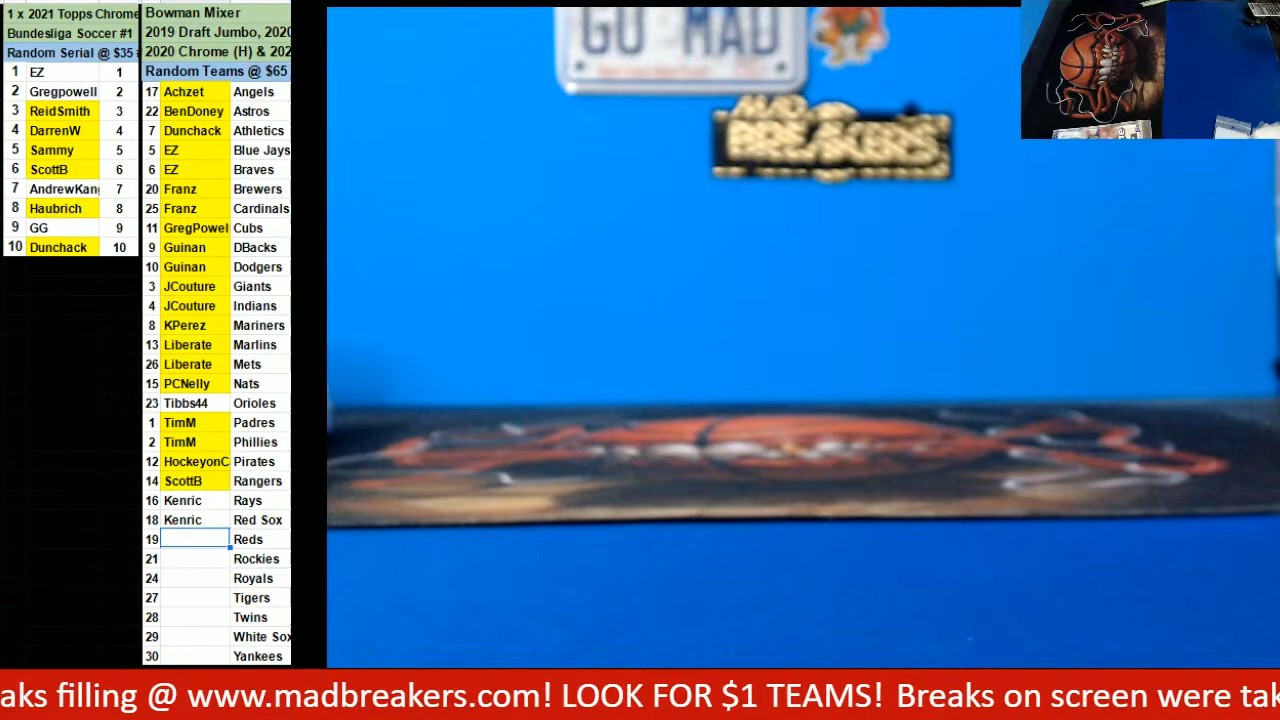 1 x 2021 Topps Chrome
Bundesliga Soccer #1
Random Serial @ $35 #
1 EZ 1
2 Gregpowell 2
3 ReidSmith 3
4 DarrenW 4
5 Sammy 5
6 ScottB 6
7 AndrewKang 7
8 Haubrich 8
9 GG 9
10 Dunchack 10
Bowman Mixer
2019 Draft Jumbo, 2020
2020 Chrome (H) & 202
Random Teams @ $65
17 Achzet Angels
22 BenDoney Astros
7 Dunchack Athletics
5 EZ Blue Jays
6 EZ Braves
20 Franz Brewers
25 Franz Cardinals
11 GregPowel Cubs
9 Guinan DBacks
10 Guinan Dodgers
3 JCouture Giants
4 JCouture Indians
8 KPerez Mariners
13 Liberate Marlins
26 Liberate Mets
15 PCNelly Nats
23 Tibbs44 Orioles
1 TimM Padres
2 TimM Phillies
12 HockeyonC Pirates
14 ScottB Rangers
16 Kenric Rays
18 Kenric Red Sox
19 Reds
21 Rockies
24 Royals
27 Tigers
28 Twins
29 White Sox
30 Yankees
GO MAD
BREAKERS
aks filling @ www.madbreakers.com! LOOK FOR $1 TEAMS! Breaks on screen were tak